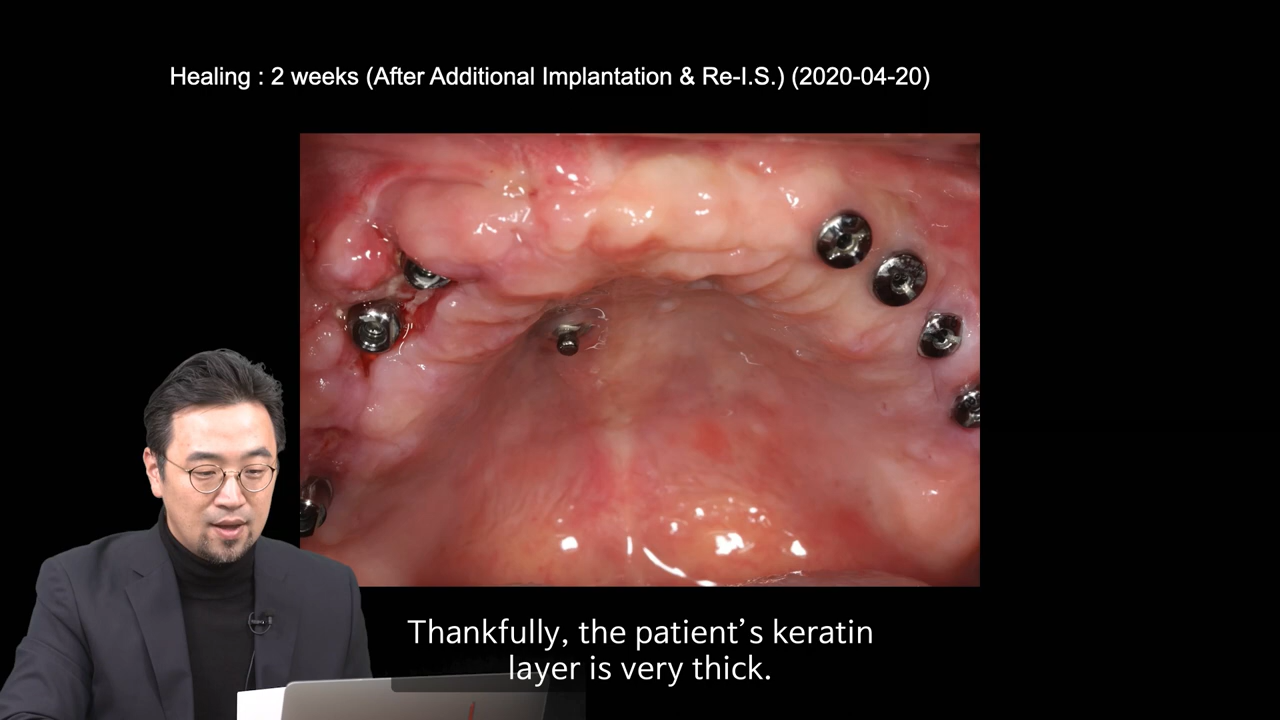 Healing : 2 weeks (After Additional Implantation & Re-I.S.) (2020-04-20)
Thankfully, the patient’s keratin
layer is very thick.